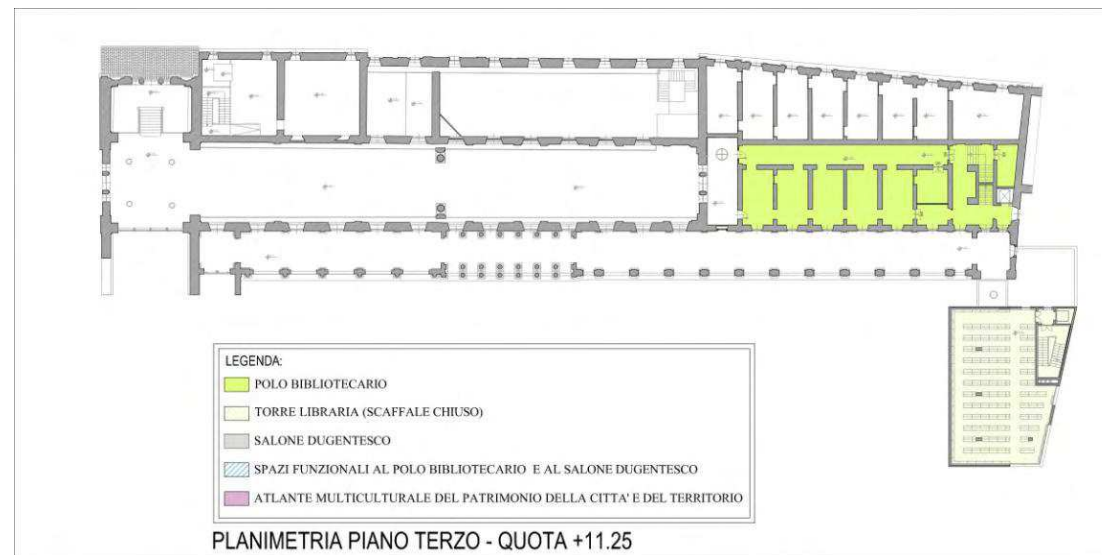 LEGENDA:
POLO BIBLIOTECARIO
TORRE LIBRARIA (SCAFFALE CHIUSO)
SALONE DUGENTESCO
SPAZI FUNZIONALI AL POLO BIBLIOTECARIO E AL SALONE DUGENTESCO
ATLANTE MULTICULTURALE DEL PATRIMONIO DELLA CITTA' E DEL TERRITORIO
PLANIMETRIA PIANO TERZO - QUOTA +11.25